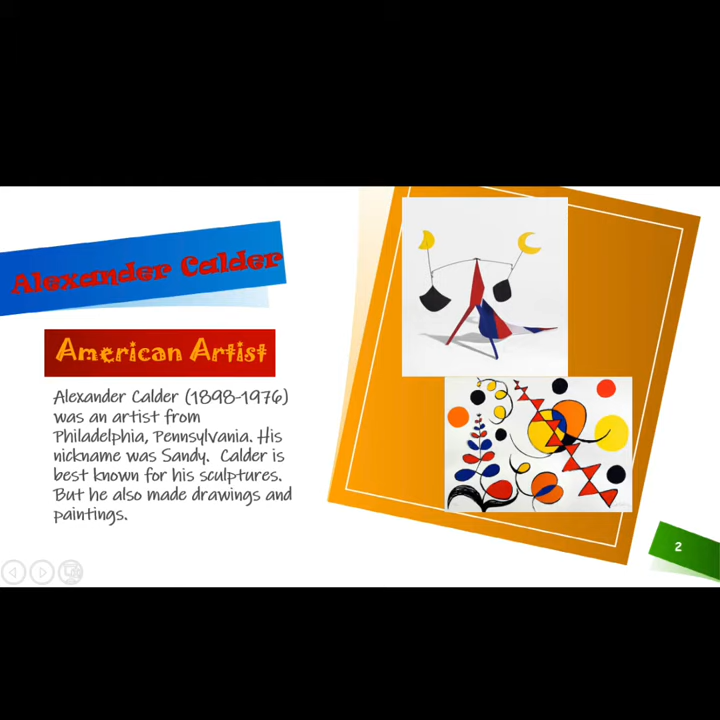 Alexander Calder
American Artist
Alexander Calder (1898-1976)
was an artist from
Philadelphia, Pennsylvania. His
nickname was Sandy. Calder is
best known for his sculptures.
But he also made drawings and
paintings.
2